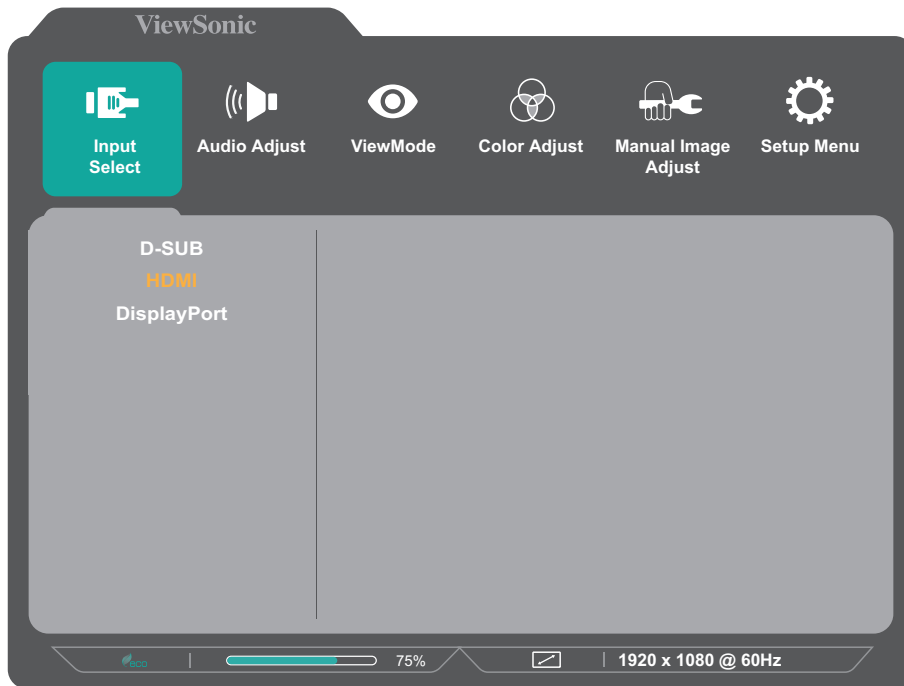 ViewSonic
Input
Select
Audio Adjust
ViewMode
Color Adjust
Manual Image
Adjust
Setup Menu
D-SUB
HDMI
DisplayPort
eco
75%
1920 x 1080 @ 60Hz